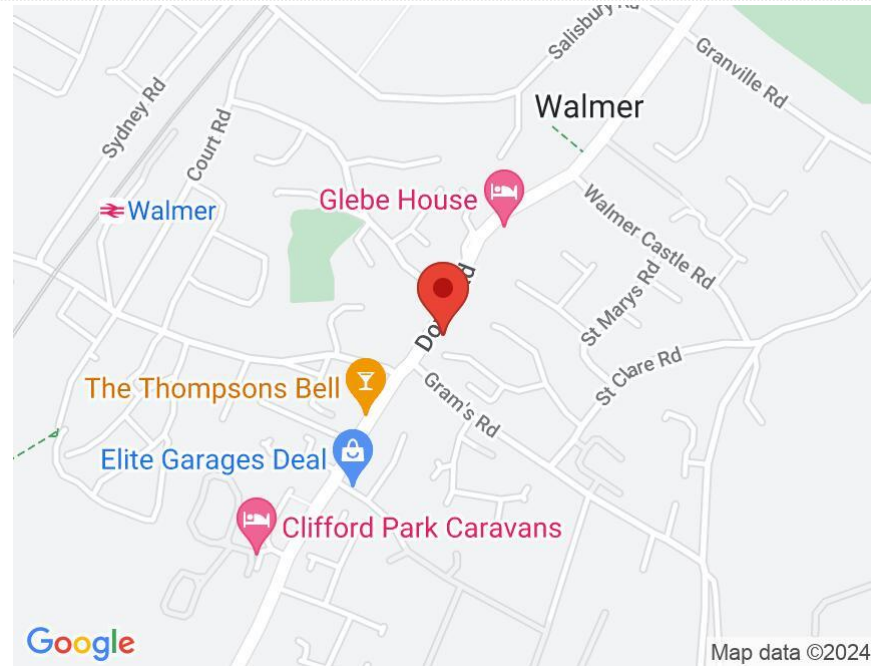 Salisbury Rd
Granville Rd
Sydney Rd
Court Rd
Walmer
Glebe House
Walmer
Walmer Castle Rd
St Marys Rd
St Clare Rd
The Thompsons Bell
Gram's Rd
Elite Garages Deal
Clifford Park Caravans
Google
Map data ©2024